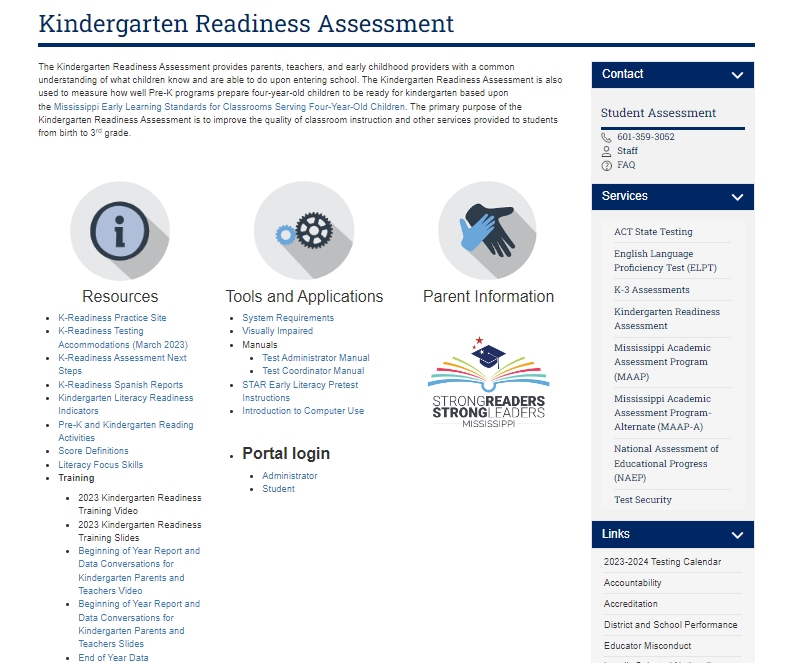 Kindergarten Readiness Assessment
The Kindergarten Readiness Assessment provides parents, teachers, and early childhood providers with a common
understanding of what children know and are able to do upon entering school. The Kindergarten Readiness Assessment is also
used to measure how well Pre-K programs prepare four-year-old children to be ready for kindergarten based upon
the Mississippi Early Learning Standards for Classrooms Serving Four-Year-Old Children. The primary purpose of the
Kindergarten Readiness Assessment is to improve the quality of classroom instruction and other services provided to students
from birth to 3rd grade.
Resources
K-Readiness Practice Site
K-Readiness Testing
Accommodations (March 2023)
K-Readiness Assessment Next
Steps
K-Readiness Spanish Reports
Kindergarten Literacy Readiness
Indicators
Pre-K and Kindergarten Reading
Activities
Score Definitions
Literacy Focus Skills
Training
2023 Kindergarten Readiness
Training Video
2023 Kindergarten Readiness
Training Slides
Beginning of Year Report and
Data Conversations for
Kindergarten Parents and
Teachers Video
Beginning of Year Report and
Data Conversations for
Kindergarten Parents and
Teachers Slides
End of Year Data
Tools and Applications
System Requirements
Visually Impaired
Manuals
Test Administrator Manual
Test Coordinator Manual
STAR Early Literacy Pretest
Instructions
Introduction to Computer Use
Portal login
Administrator
Student
Parent Information
STRONGREADERS
STRONGLEADERS
MISSISSIPPI
Contact
Student Assessment
601-359-3052
Staff
FAQ
Services
ACT State Testing
English Language
Proficiency Test (ELPT)
K-3 Assessments
Kindergarten Readiness
Assessment
Mississippi Academic
Assessment Program
(MAAP)
Mississippi Academic
Assessment Program-
Alternate (MAAP-A)
National Assessment of
Educational Progress
(NAEP)
Test Security
Links
2023-2024 Testing Calendar
Accountability
Accreditation
District and School Performance
Educator Misconduct